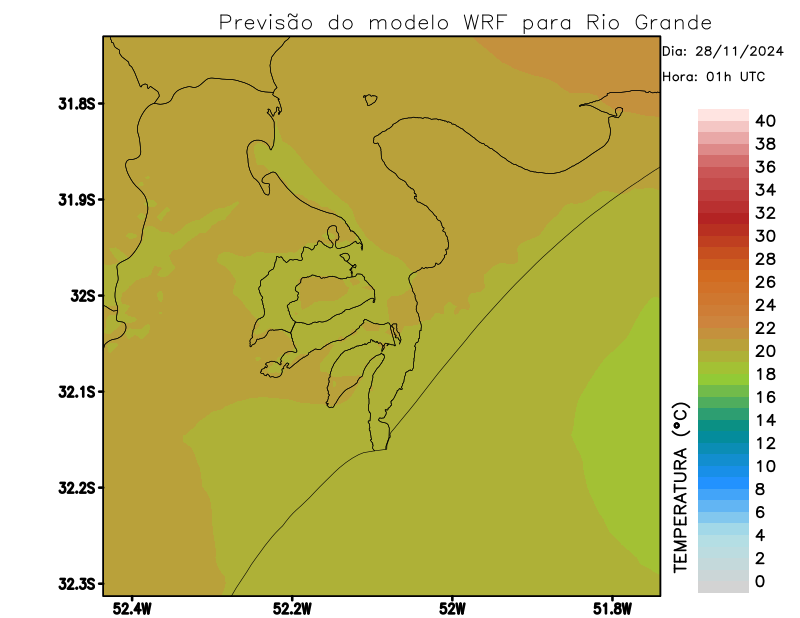 Previsão do modelo WRF para Rio Grande
Dia: 28/11/2024
Hora: 01h UTC
31.8S
31.9S
32S
32.1S
32.2S
32.3S
52.4W
52.2W
52W
51.8W
TEMPERATURA (°C)
40
38
36
34
32
30
28
26
24
22
20
18
16
14
12
10
8
6
4
2
0